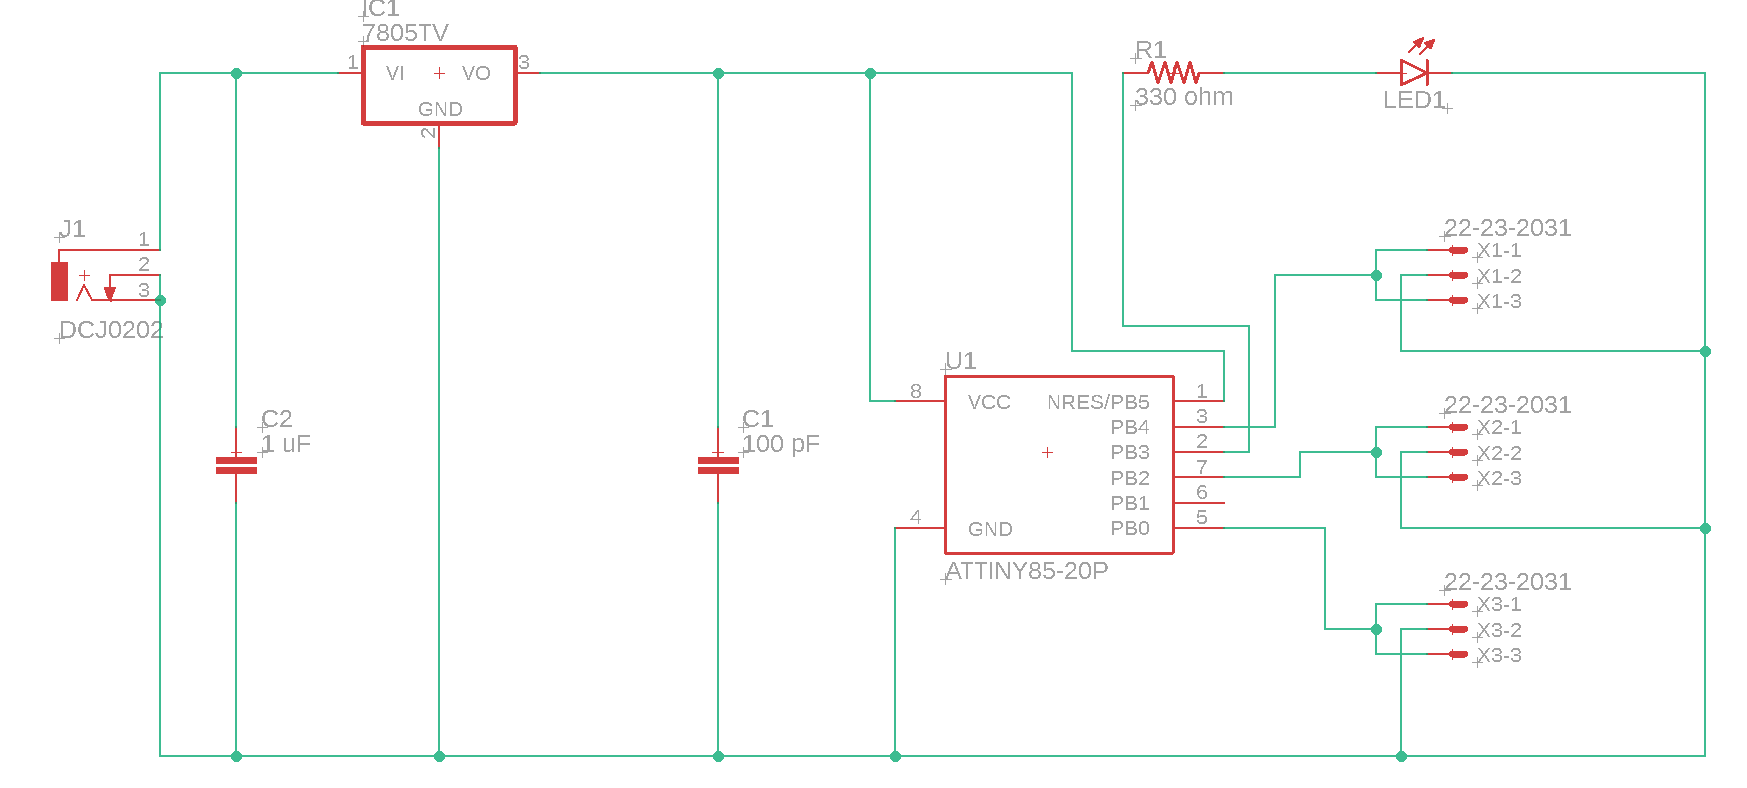 IC1
7805TV
1
VI
VO
3
GND
2
R1
330 ohm
LED1
J1
1
2
3
DCJ0202
22-23-2031
X1-1
X1-2
X1-3
C2
1 uF
C1
100 pF
U1
8
VCC
NRES/PB5
1
PB4
3
PB3
2
PB2
7
PB1
6
4
GND
PB0
5
ATTINY85-20P
22-23-2031
X2-1
X2-2
X2-3
22-23-2031
X3-1
X3-2
X3-3